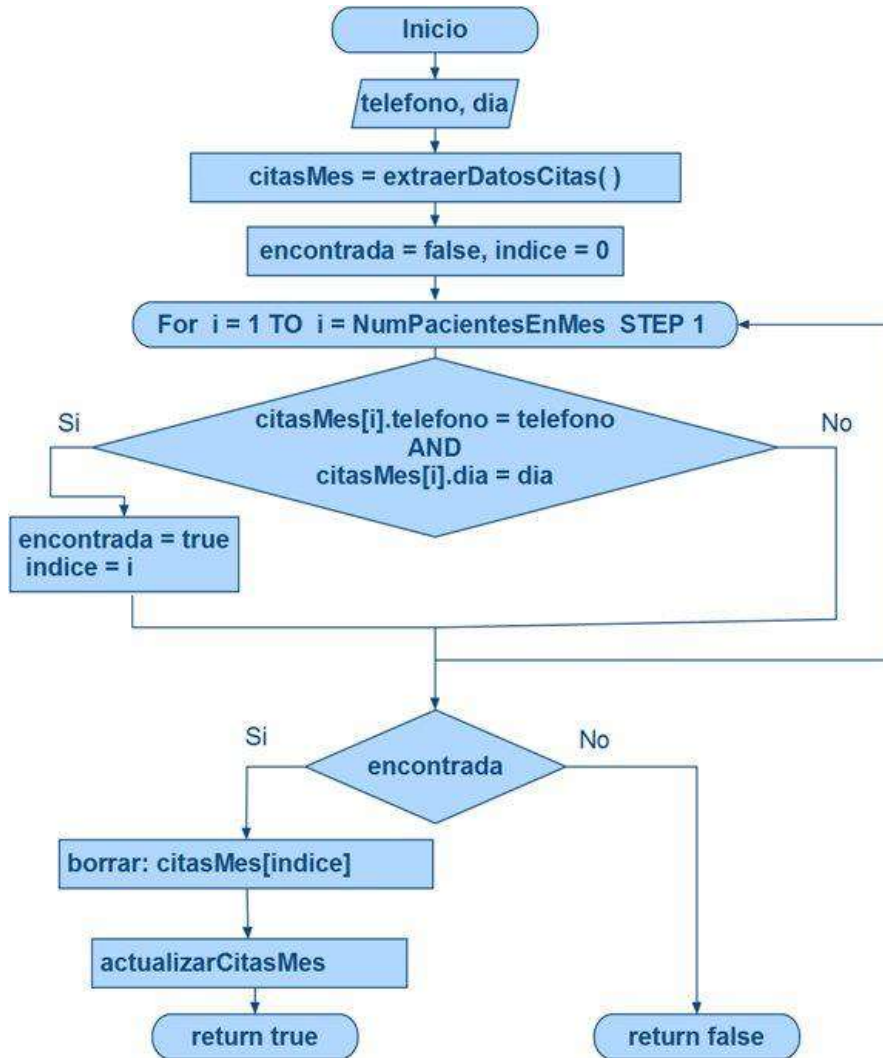 Inicio
telefono, dia
citasMes = extraerDatosCitas( )
encontrada = false, indice = 0
For i = 1 TO i = NumPacientesEnMes STEP 1
citasMes[i].telefono = telefono
AND
citasMes[i].dia = dia
Si
No
encontrada = true
indice = i
encontrada
Si
No
borrar: citasMes[indice]
actualizarCitasMes
return true
return false